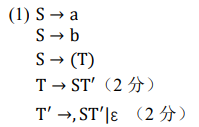 (1) S → a
S → b
S → (T)
T → ST′（2 分）
T′ →, ST′|ε （2 分）